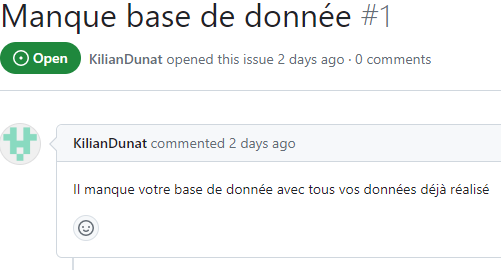 Manque base de donnée #1
Open KilianDunat opened this issue 2 days ago · 0 comments
KilianDunat commented 2 days ago
Il manque votre base de donnée avec tous vos données déjà réalisé